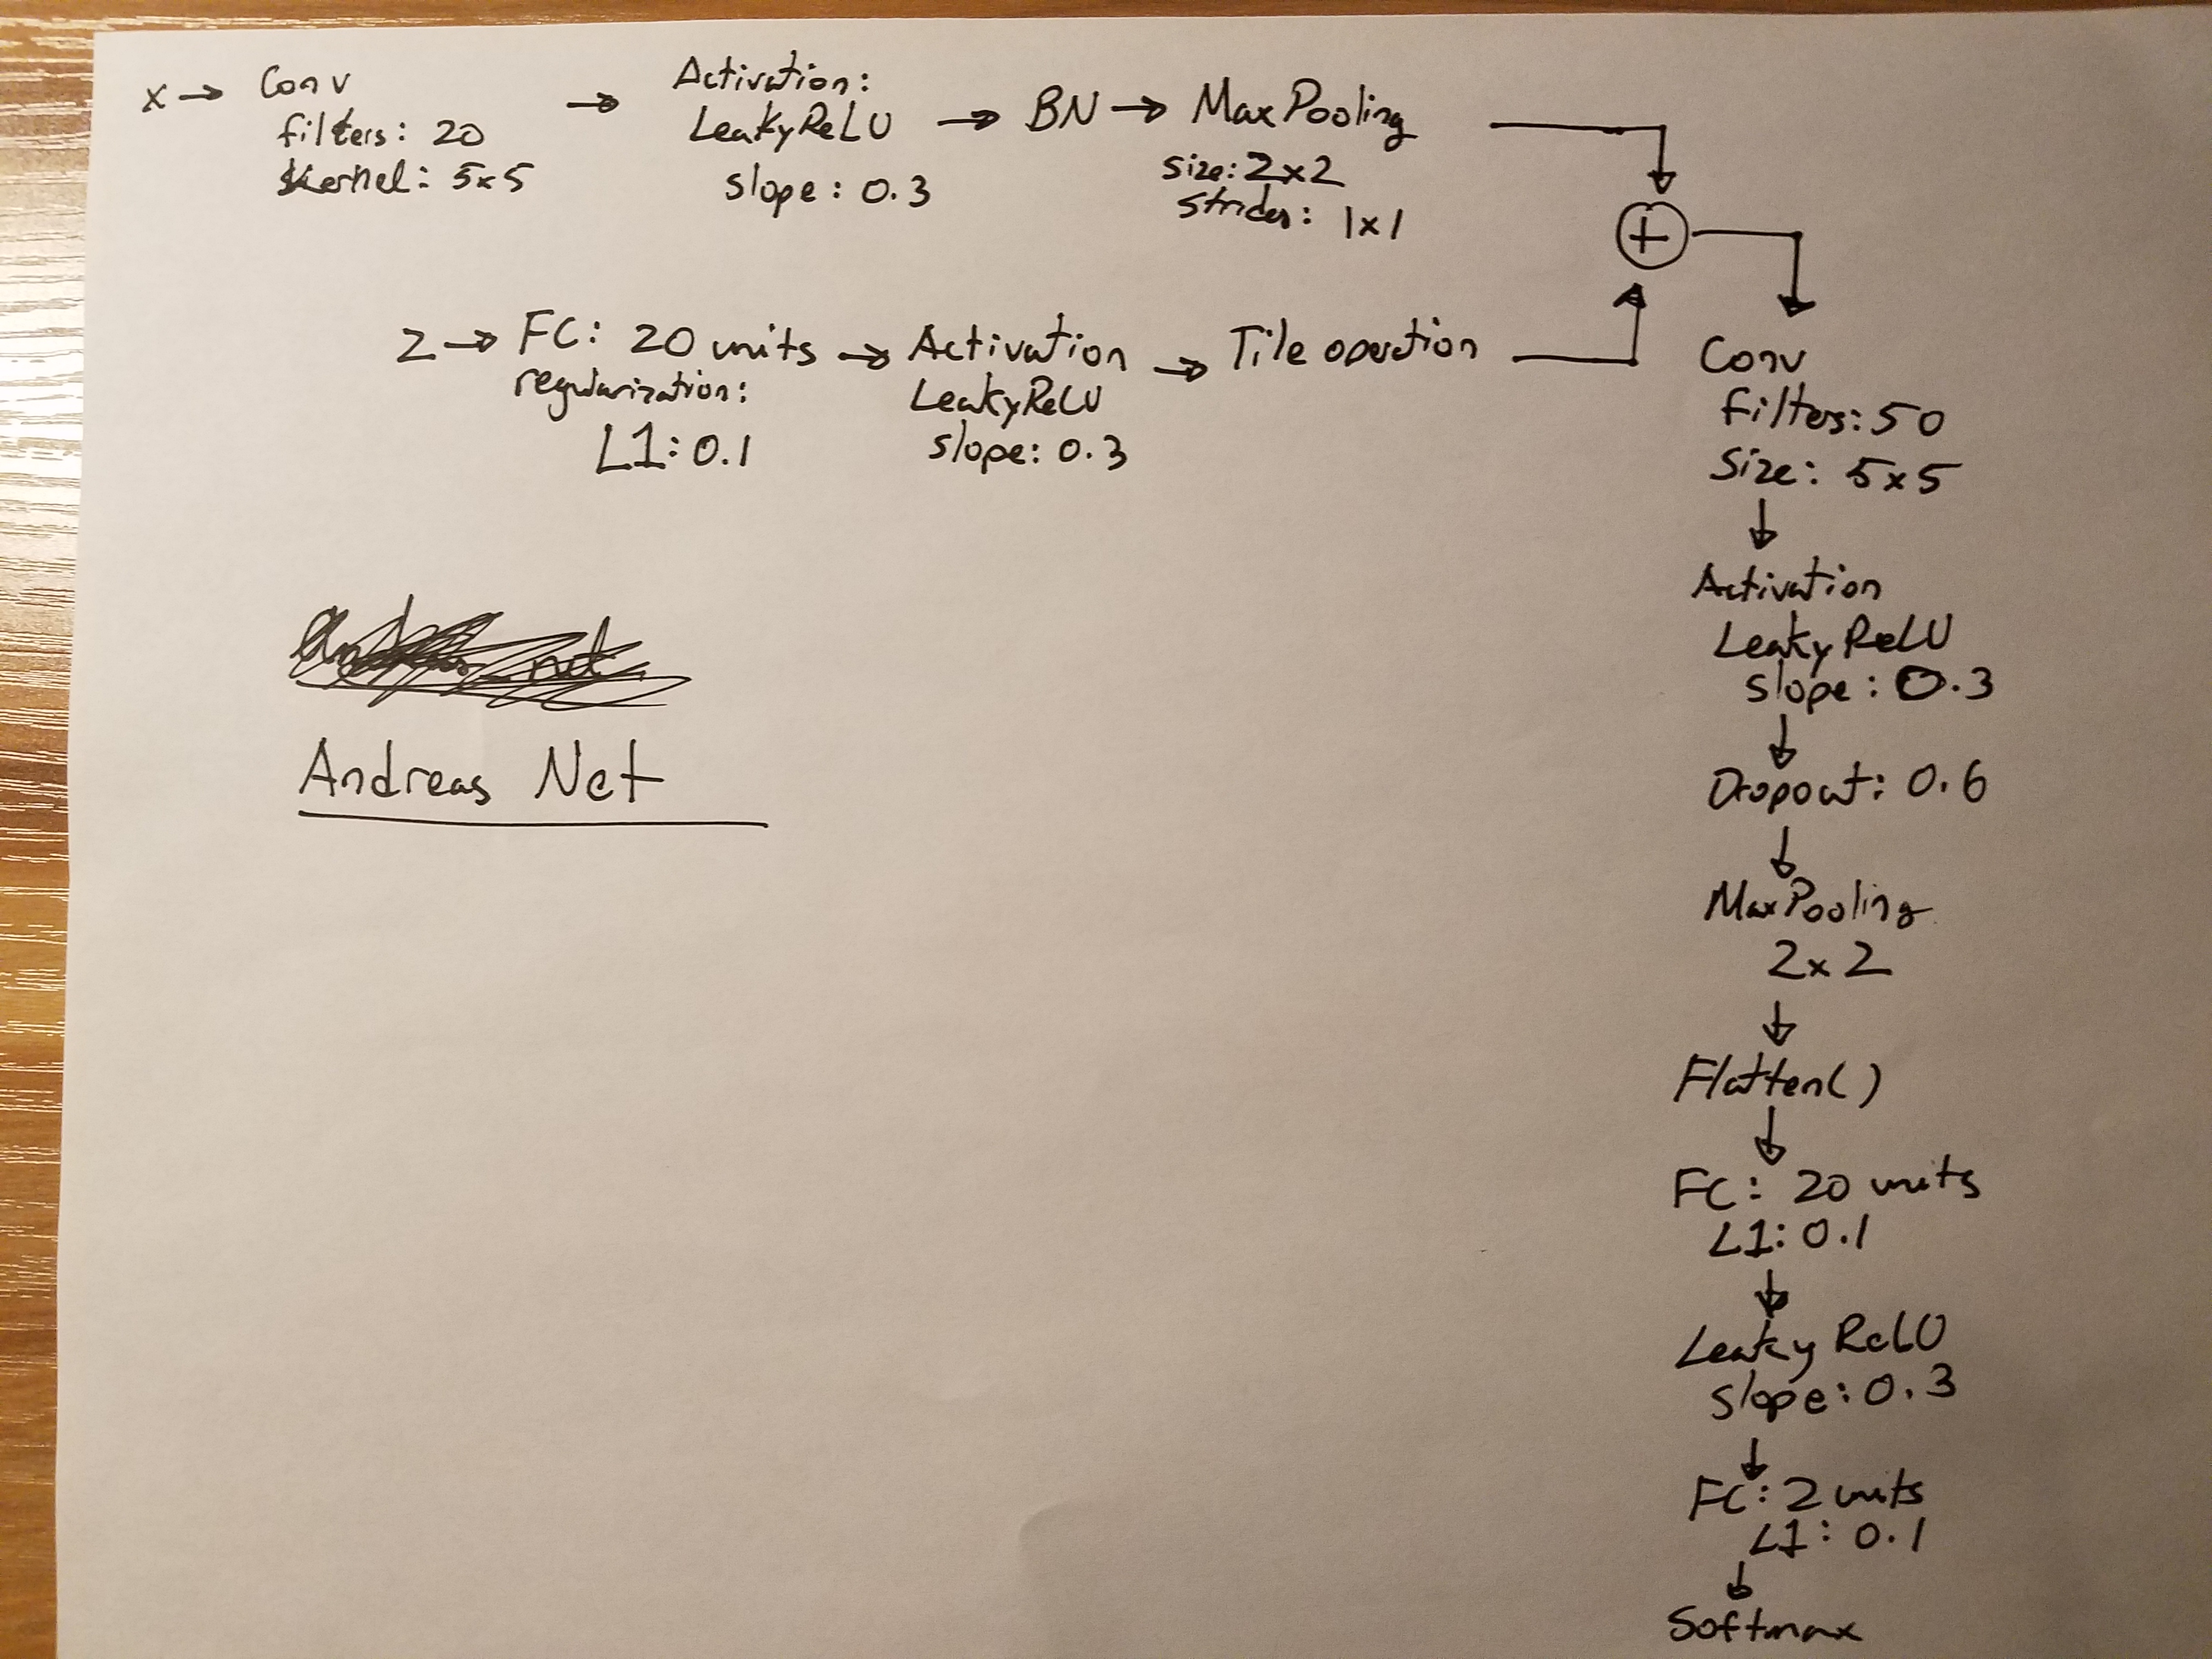 x → Conv
filters: 20
kernel: 5x5
→
Activation:
LeakyReLU
slope: 0.3
→ BN → MaxPooling
size: 2x2
strides: 1x1
+
z → FC: 20 units
regularization:
L1: 0.1
→ Activation
LeakyReLU
slope: 0.3
→ Tile operation
Conv
filters: 50
Size: 5x5
↓
Activation
LeakyReLU
slope: 0.3
↓
Dropout: 0.6
↓
MaxPooling
2x2
↓
Flatten()
↓
FC: 20 units
L1: 0.1
↓
Leaky ReLU
slope: 0.3
↓
FC: 2 units
L1: 0.1
↓
Softmax
Andreas Net